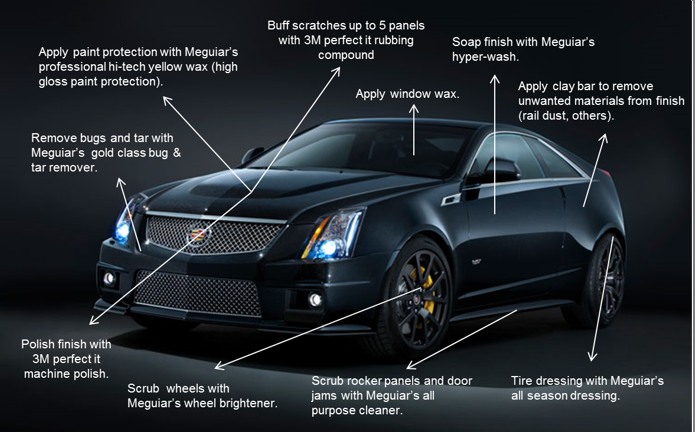 Buff scratches up to 5 panels
with 3M perfect it rubbing
compound
Apply paint protection with Meguiar's
professional hi-tech yellow wax (high
gloss paint protection).
Soap finish with Meguiar's
hyper-wash.
Apply window wax.
Apply clay bar to remove
unwanted materials from finish
(rail dust, others).
Remove bugs and tar with
Meguiar's gold class bug &
tar remover.
Polish finish with
3M perfect it
machine polish.
Scrub wheels with
Meguiar's wheel brightener.
Scrub rocker panels and door
jams with Meguiar's all
purpose cleaner.
Tire dressing with Meguiar's
all season dressing.